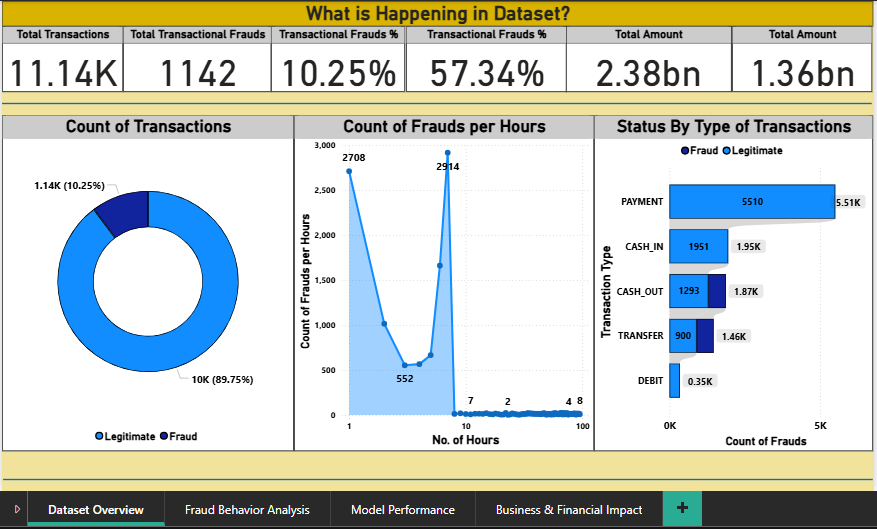 What is Happening in Dataset?
Total Transactions
Total Transactional Frauds
Transactional Frauds %
Transactional Frauds %
Total Amount
Total Amount
11.14K
1142
10.25%
57.34%
2.38bn
1.36bn
Count of Transactions
1.14K (10.25%)
10K (89.75%)
Legitimate
Fraud
Count of Frauds per Hours
Count of Frauds per Hours
3,000
2,500
2,000
1,500
1,000
500
0
2708
2914
552
7
2
4
8
1
10
100
No. of Hours
Status By Type of Transactions
Fraud
Legitimate
Transaction Type
PAYMENT
5510
5.51K
CASH_IN
1951
1.95K
CASH_OUT
1293
1.87K
TRANSFER
900
1.46K
DEBIT
0.35K
0K
5K
Count of Frauds
Dataset Overview
Fraud Behavior Analysis
Model Performance
Business & Financial Impact
+